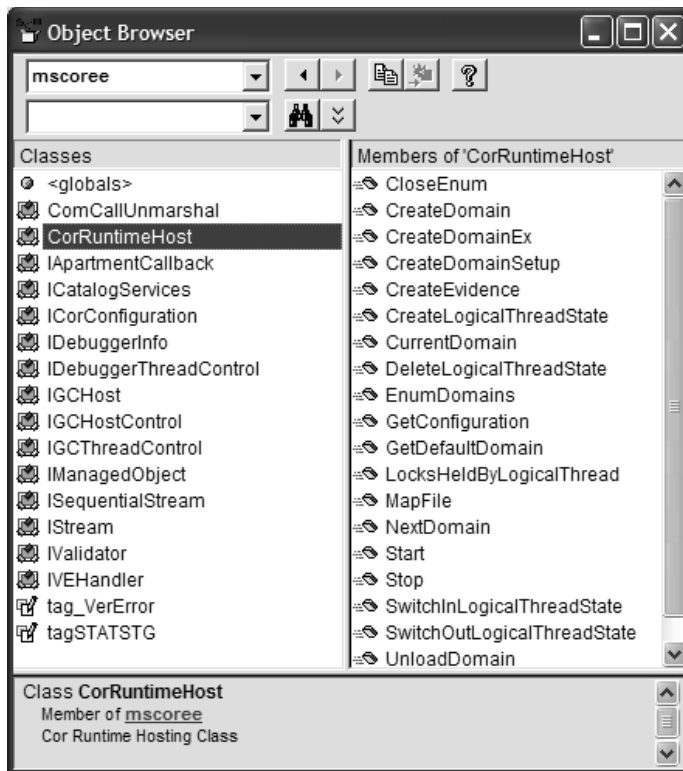 Object Browser
mscoree
Classes
Members of 'CorRuntimeHost'
<globals>
ComCallUnmarshal
CorRuntimeHost
IApartmentCallback
ICatalogServices
ICorConfiguration
IDebuggerInfo
IDebuggerThreadControl
IGCHost
IGCHostControl
IGCThreadControl
IManagedObject
ISequentialStream
IStream
IValidator
IVEHandler
tag_VerError
tagSTATSTG
CloseEnum
CreateDomain
CreateDomainEx
CreateDomainSetup
CreateEvidence
CreateLogicalThreadState
CurrentDomain
DeleteLogicalThreadState
EnumDomains
GetConfiguration
GetDefaultDomain
LocksHeldByLogicalThread
MapFile
NextDomain
Start
Stop
SwitchInLogicalThreadState
SwitchOutLogicalThreadState
UnloadDomain
Class CorRuntimeHost
Member of mscoree
Cor Runtime Hosting Class